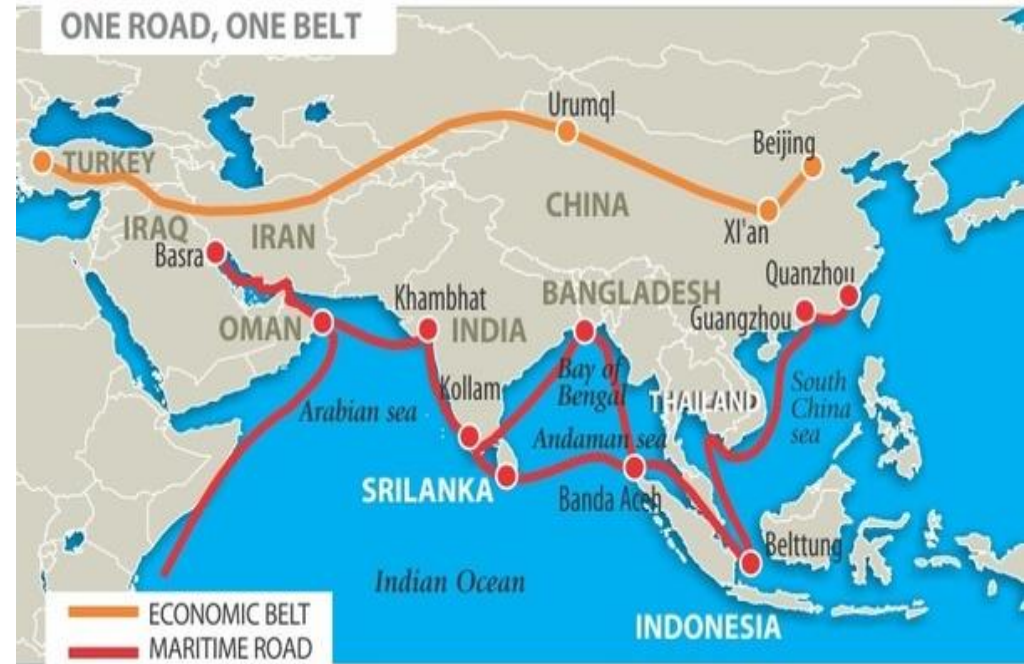 ONE ROAD, ONE BELT
Urumql
Beijing
TURKEY
CHINA
IRAQ
IRAN
XI'an
Basra
Quanzhou
Khambhat
BANGLADESH
Guangzhou
OMAN
INDIA
Bay of
Bengal
Kollam
THAILAND
South
China
sea
Arabian sea
Andaman sea
SRILANKA
Banda Aceh
Belttung
Indian Ocean
INDONESIA
ECONOMIC BELT
MARITIME ROAD